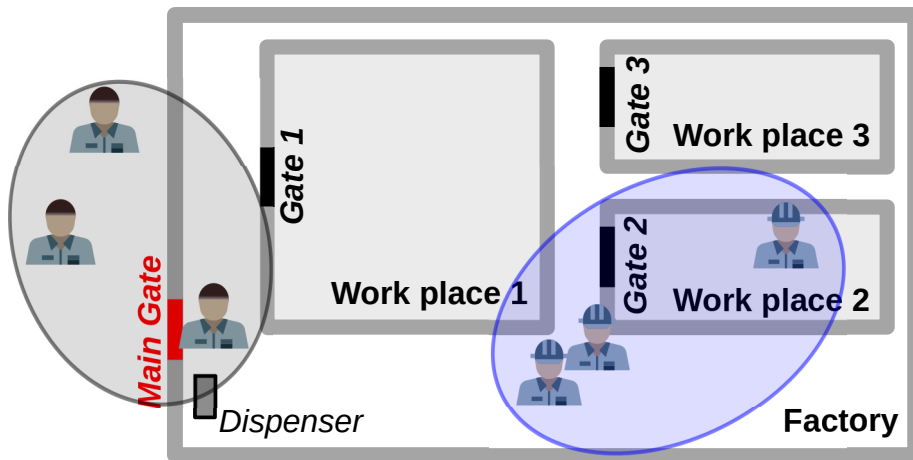 Gate 1
Gate 3
Work place 3
Gate 2
Main Gate
Work place 1
Work place 2
Dispenser
Factory